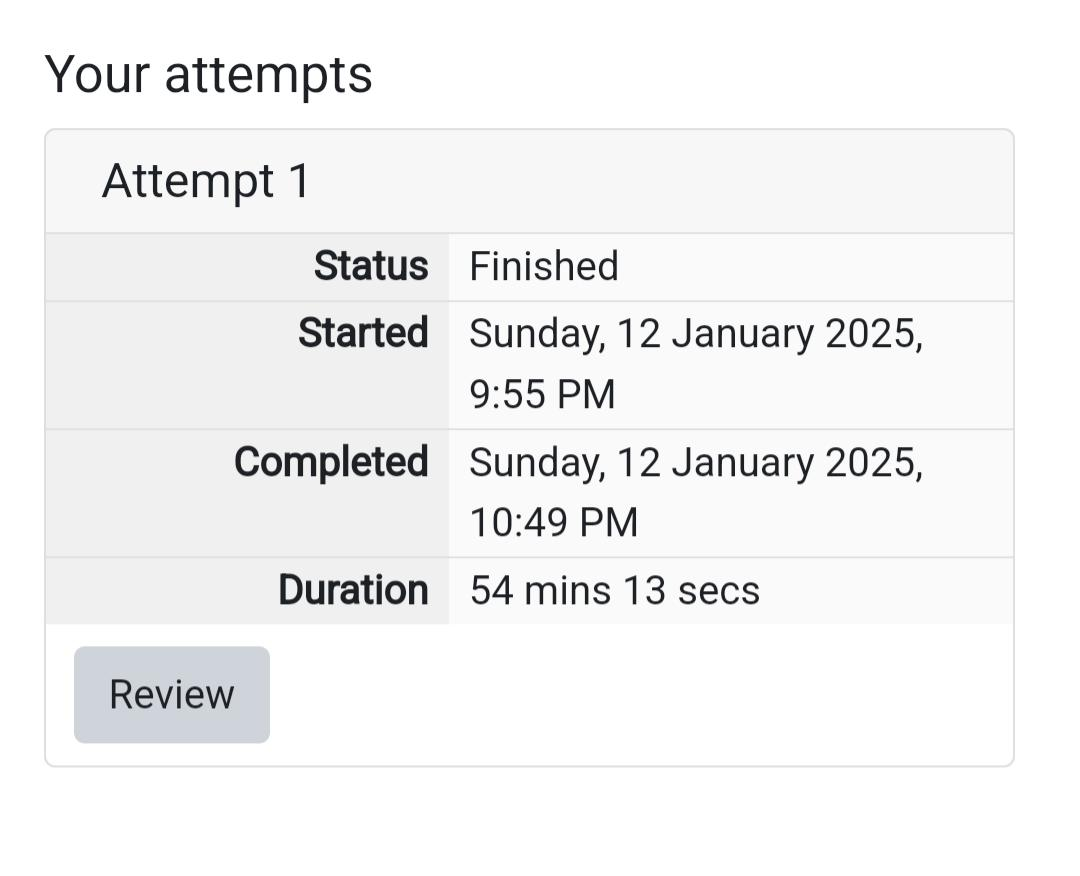 Your attempts
Attempt 1
Status Finished
Started Sunday, 12 January 2025,
9:55 PM
Completed Sunday, 12 January 2025,
10:49 PM
Duration 54 mins 13 secs
Review